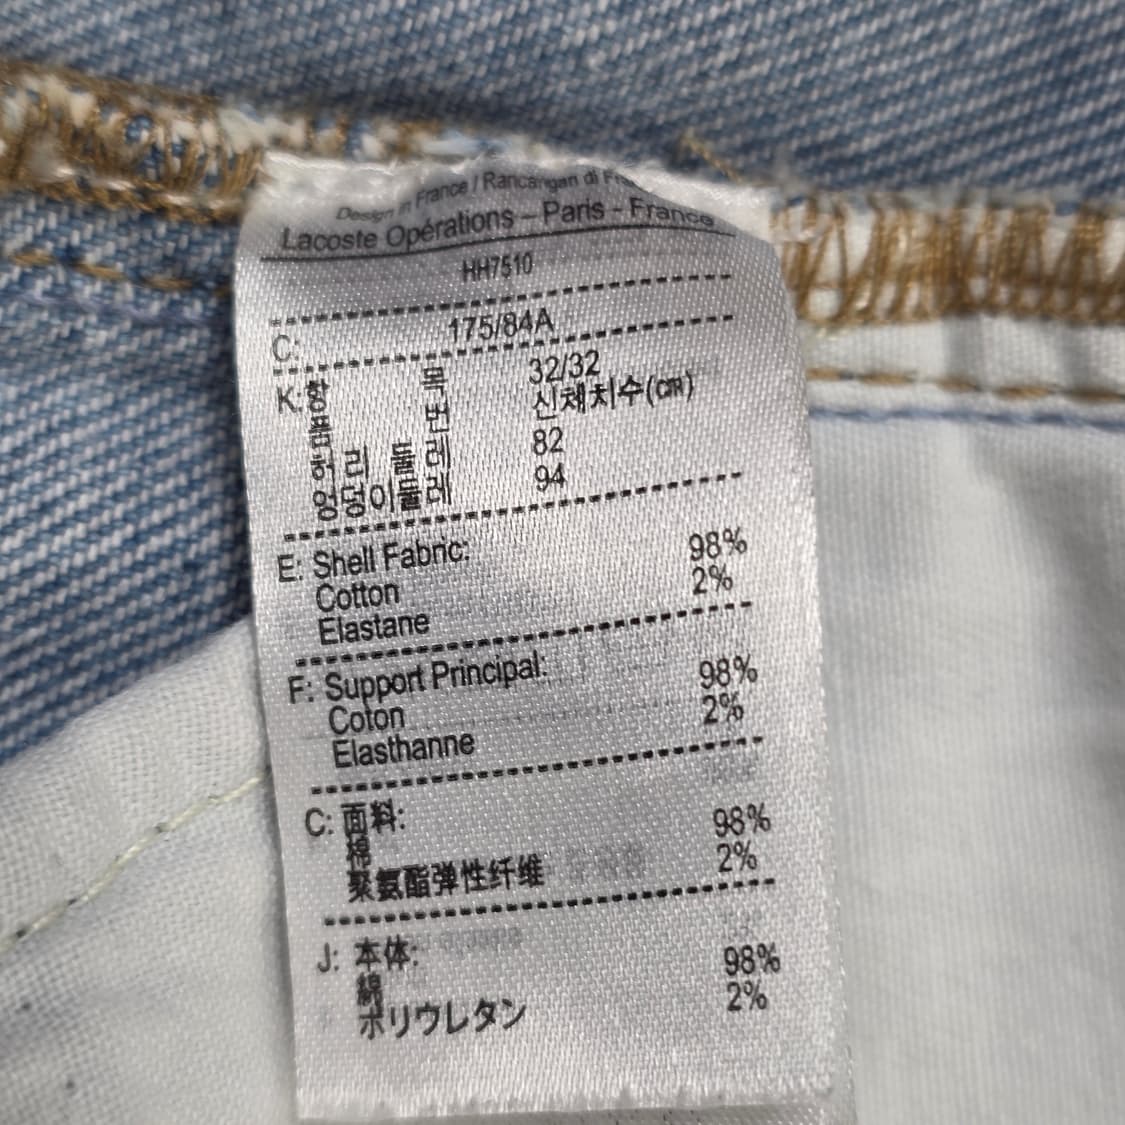 Design in France / Rancangan di
Lacoste Opérations – Paris - France
HH7510
C: 175/84A
K: 항목 32/32
품번 신체치수(cm)
허리둘레 82
엉덩이둘레 94
E: Shell Fabric:
Cotton 98%
Elastane 2%
F: Support Principal:
Coton 98%
Elasthanne 2%
C: 面料:
棉 98%
聚氨酯弹性纤维 2%
J: 本体:
綿 98%
ポリウレタン 2%